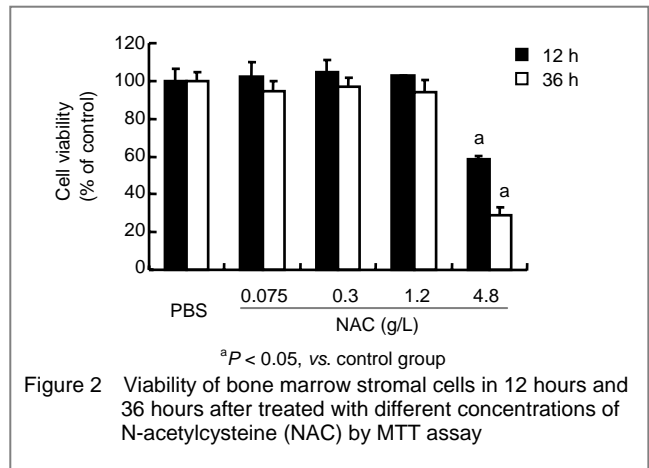 120
100
80
60
40
20
0
Cell viability
(% of control)
12 h
36 h
a
a
PBS
0.075 0.3 1.2 4.8
NAC (g/L)
aP < 0.05, vs. control group
Figure 2 Viability of bone marrow stromal cells in 12 hours and
36 hours after treated with different concentrations of
N-acetylcysteine (NAC) by MTT assay